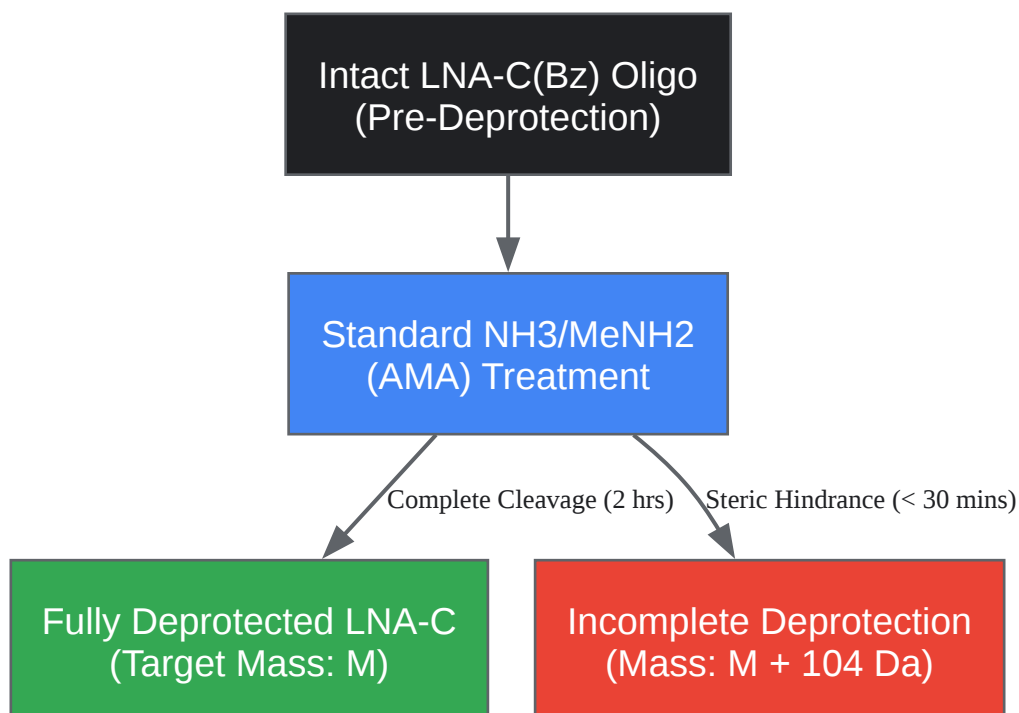 Intact LNA-C(Bz) Oligo
(Pre-Deprotection)
Standard NH3/MeNH2
(AMA) Treatment
Complete Cleavage (2 hrs)
Steric Hindrance (< 30 mins)
Fully Deprotected LNA-C
(Target Mass: M)
Incomplete Deprotection
(Mass: M + 104 Da)